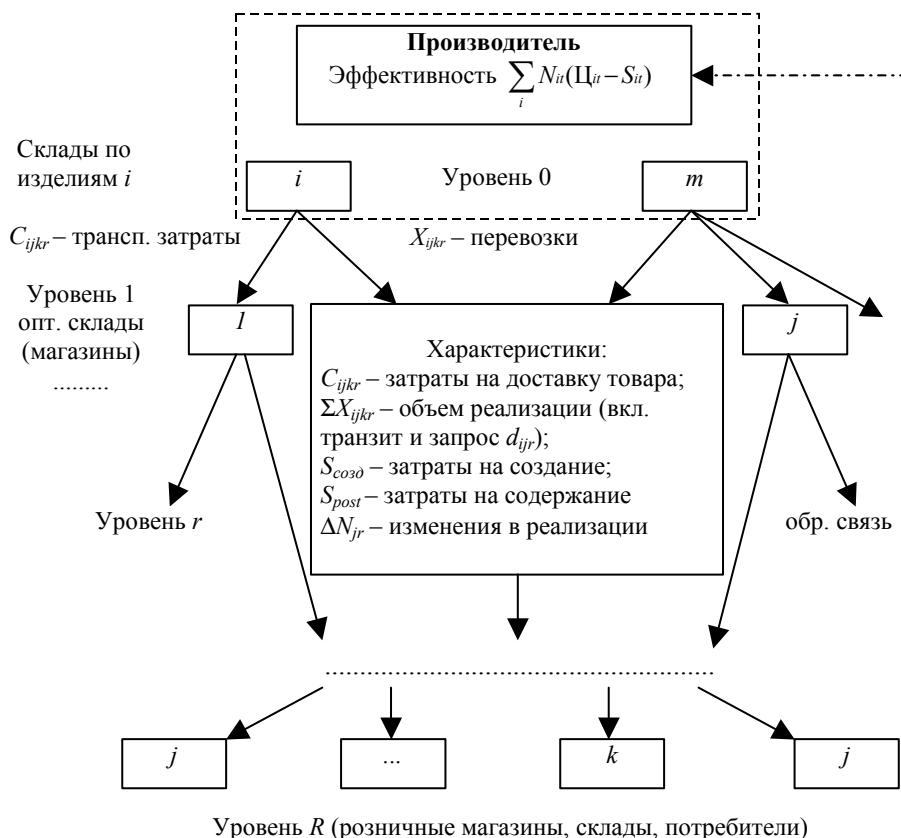 Производитель
Эффективность ∑ᵢ Nᵢₜ(Цᵢₜ – Sᵢₜ)
Склады по
изделиям i
i
Уровень 0
m
Cijkr – трансп. затраты
Xijkr – перевозки
Уровень 1
опт. склады
(магазины)
.........
1
j
Характеристики:
Cijkr – затраты на доставку товара;
ΣXijkr – объем реализации (вкл.
транзит и запрос dijr);
Sсозд – затраты на создание;
Spost – затраты на содержание
ΔNjr – изменения в реализации
Уровень r
обр. связь
......................................................
j
...
k
j
Уровень R (розничные магазины, склады, потребители)